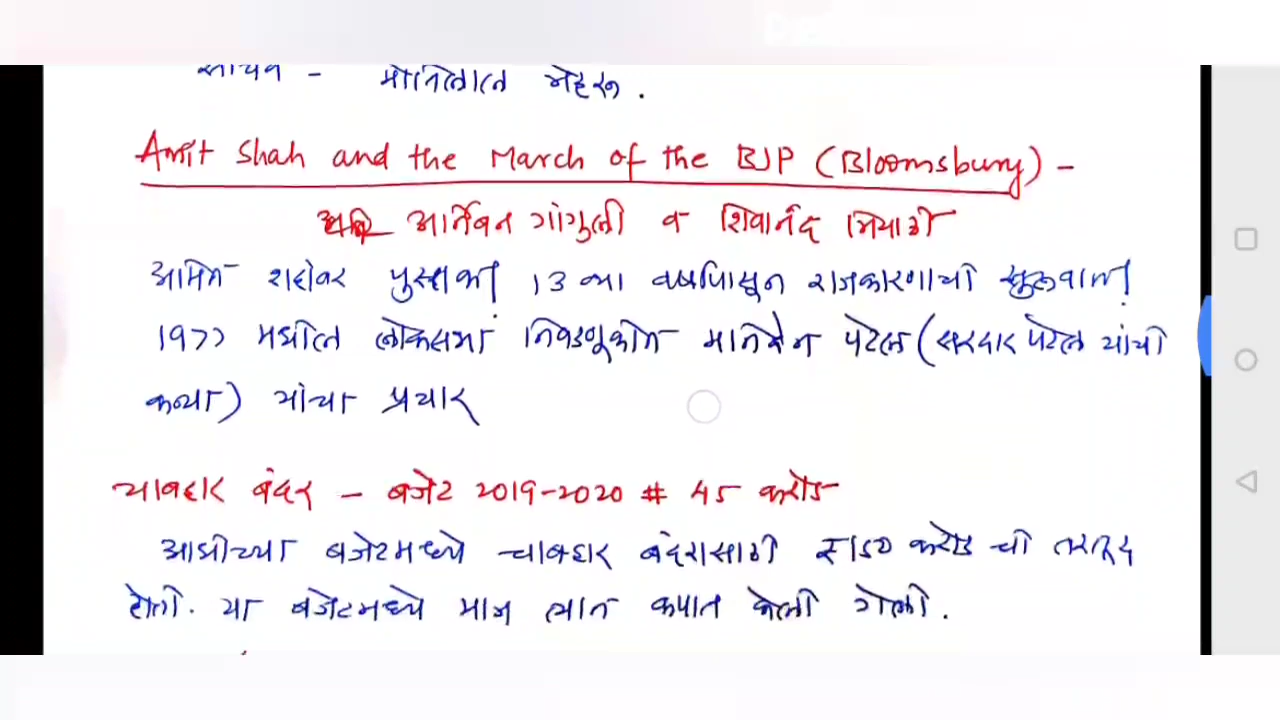 सचिव - मोतिलाल नेहरू.
Amit Shah and the March of the BJP (Bloomsbury) -
आर्निबन गांगुली व शिवानंद
अमित शहांवर पुस्तक, 13 व्या वर्षापासून राजकारणाची सुरुवात,
1977 मधील लोकसभा निवडणुकीत मानिबेन पटेल (सरदार पटेल यांची
कन्या) यांचा प्रचार
चाबहार बंदर - बजेट 2019-2020 # 45 करोड
आधीच्या बजेटमध्ये चाबहार बंदरासाठी करोड ची तरतूद
होती. या बजेटमध्ये मात्र त्यात कपात केली गेली.